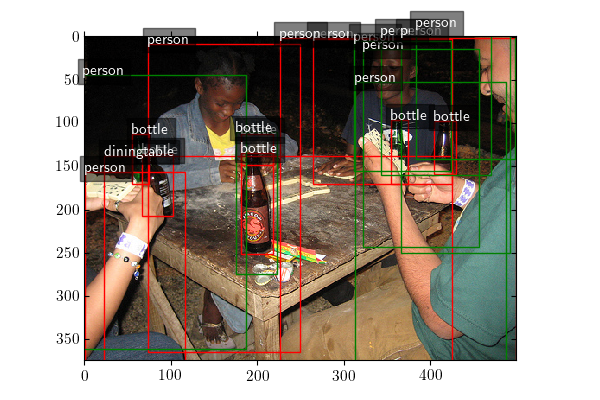 person
person person person person person
person
0
person
person
50
person
100
bottle bottle
bottle bottle
bottle
diningtable
150
person
200
250
300
350
0 100 200 300 400